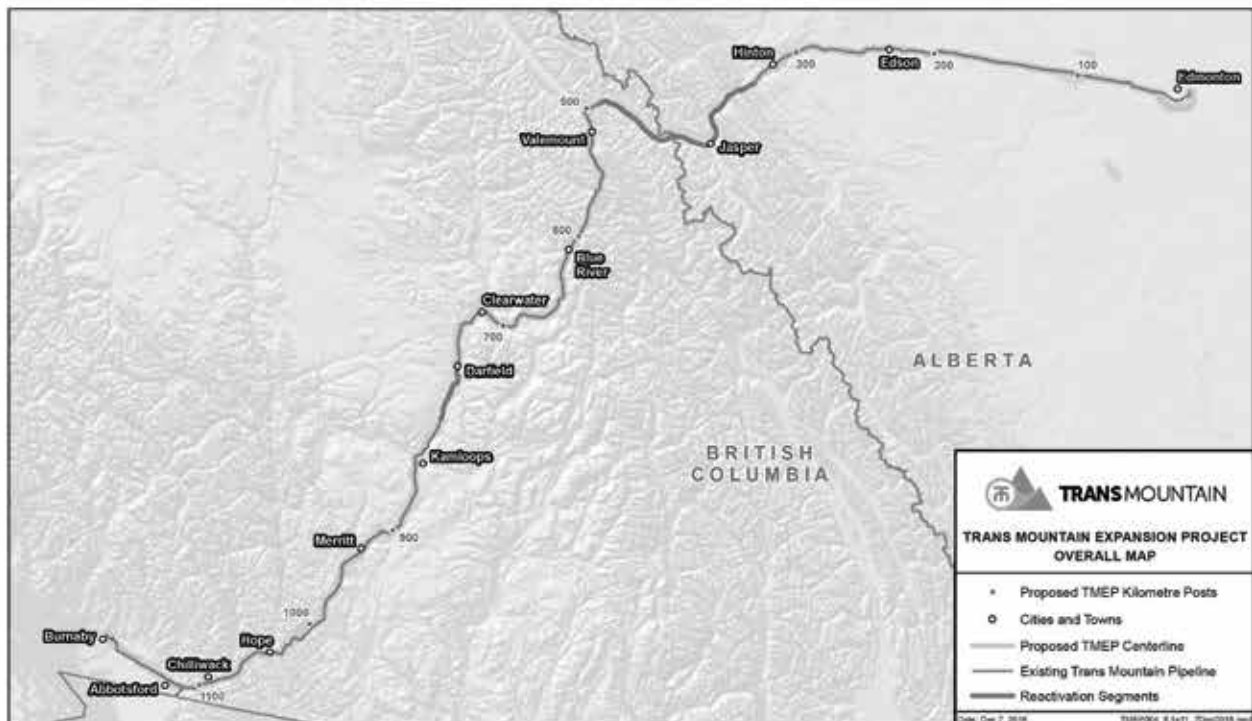 Hinton
300
Edson
200
100
Edmonton
500
Valemount
Jasper
600
Blue
River
Clearwater
700
Darfield
ALBERTA
BRITISH
COLUMBIA
Kamloops
Merritt
900
1000
Hope
Burnaby
Chilliwack
Abbotsford
1100
TRANSMOUNTAIN
TRANS MOUNTAIN EXPANSION PROJECT
OVERALL MAP
Proposed TMEP Kilometre Posts
Cities and Towns
Proposed TMEP Centerline
Existing Trans Mountain Pipeline
Reactivation Segments